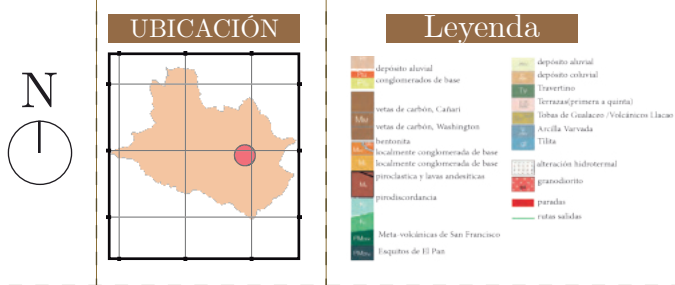 UBICACIÓN
Leyenda
N
depósito aluvial
conglomerados de base
vetas de carbón, Cañari
Mw
vetas de carbón, Washington
bentonita
localmente conglomerada de base
localmente conglomerada de base
piroclastica y lavas andesíticas
pirodiscordancia
Meta-volcánicas de San Francisco
Esquitos de El Pan
depósito aluvial
depósito coluvial
Travertino
Terrazas(primera a quinta)
Tobas de Gualaceo /Volcánicos Llacao
Arcilla Varvada
Tilita
alteración hidrotermal
granodiorito
paradas
rutas salidas